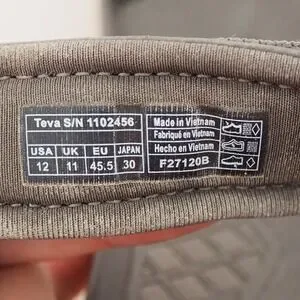 Teva S/N 1102456
USA UK EU JAPAN
12 11 45.5 30
Made in Vietnam
Fabriqué en Vietnam
Hecho en Vietnam
F27120B